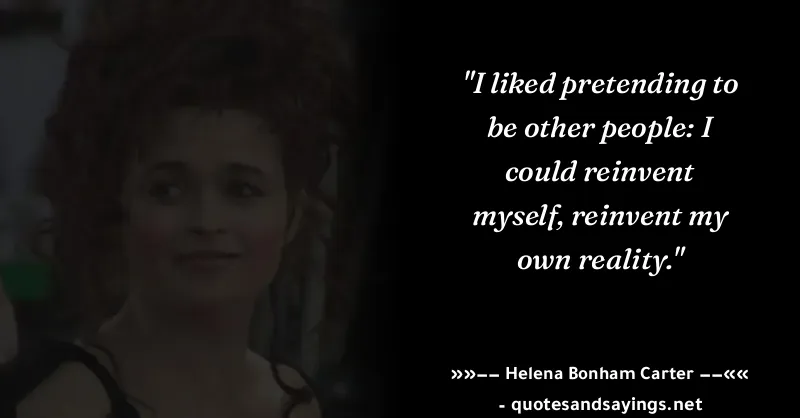 "I liked pretending to
be other people: I
could reinvent
myself, reinvent my
own reality."
»»−− Helena Bonham Carter −−««
- quotesandsayings.net